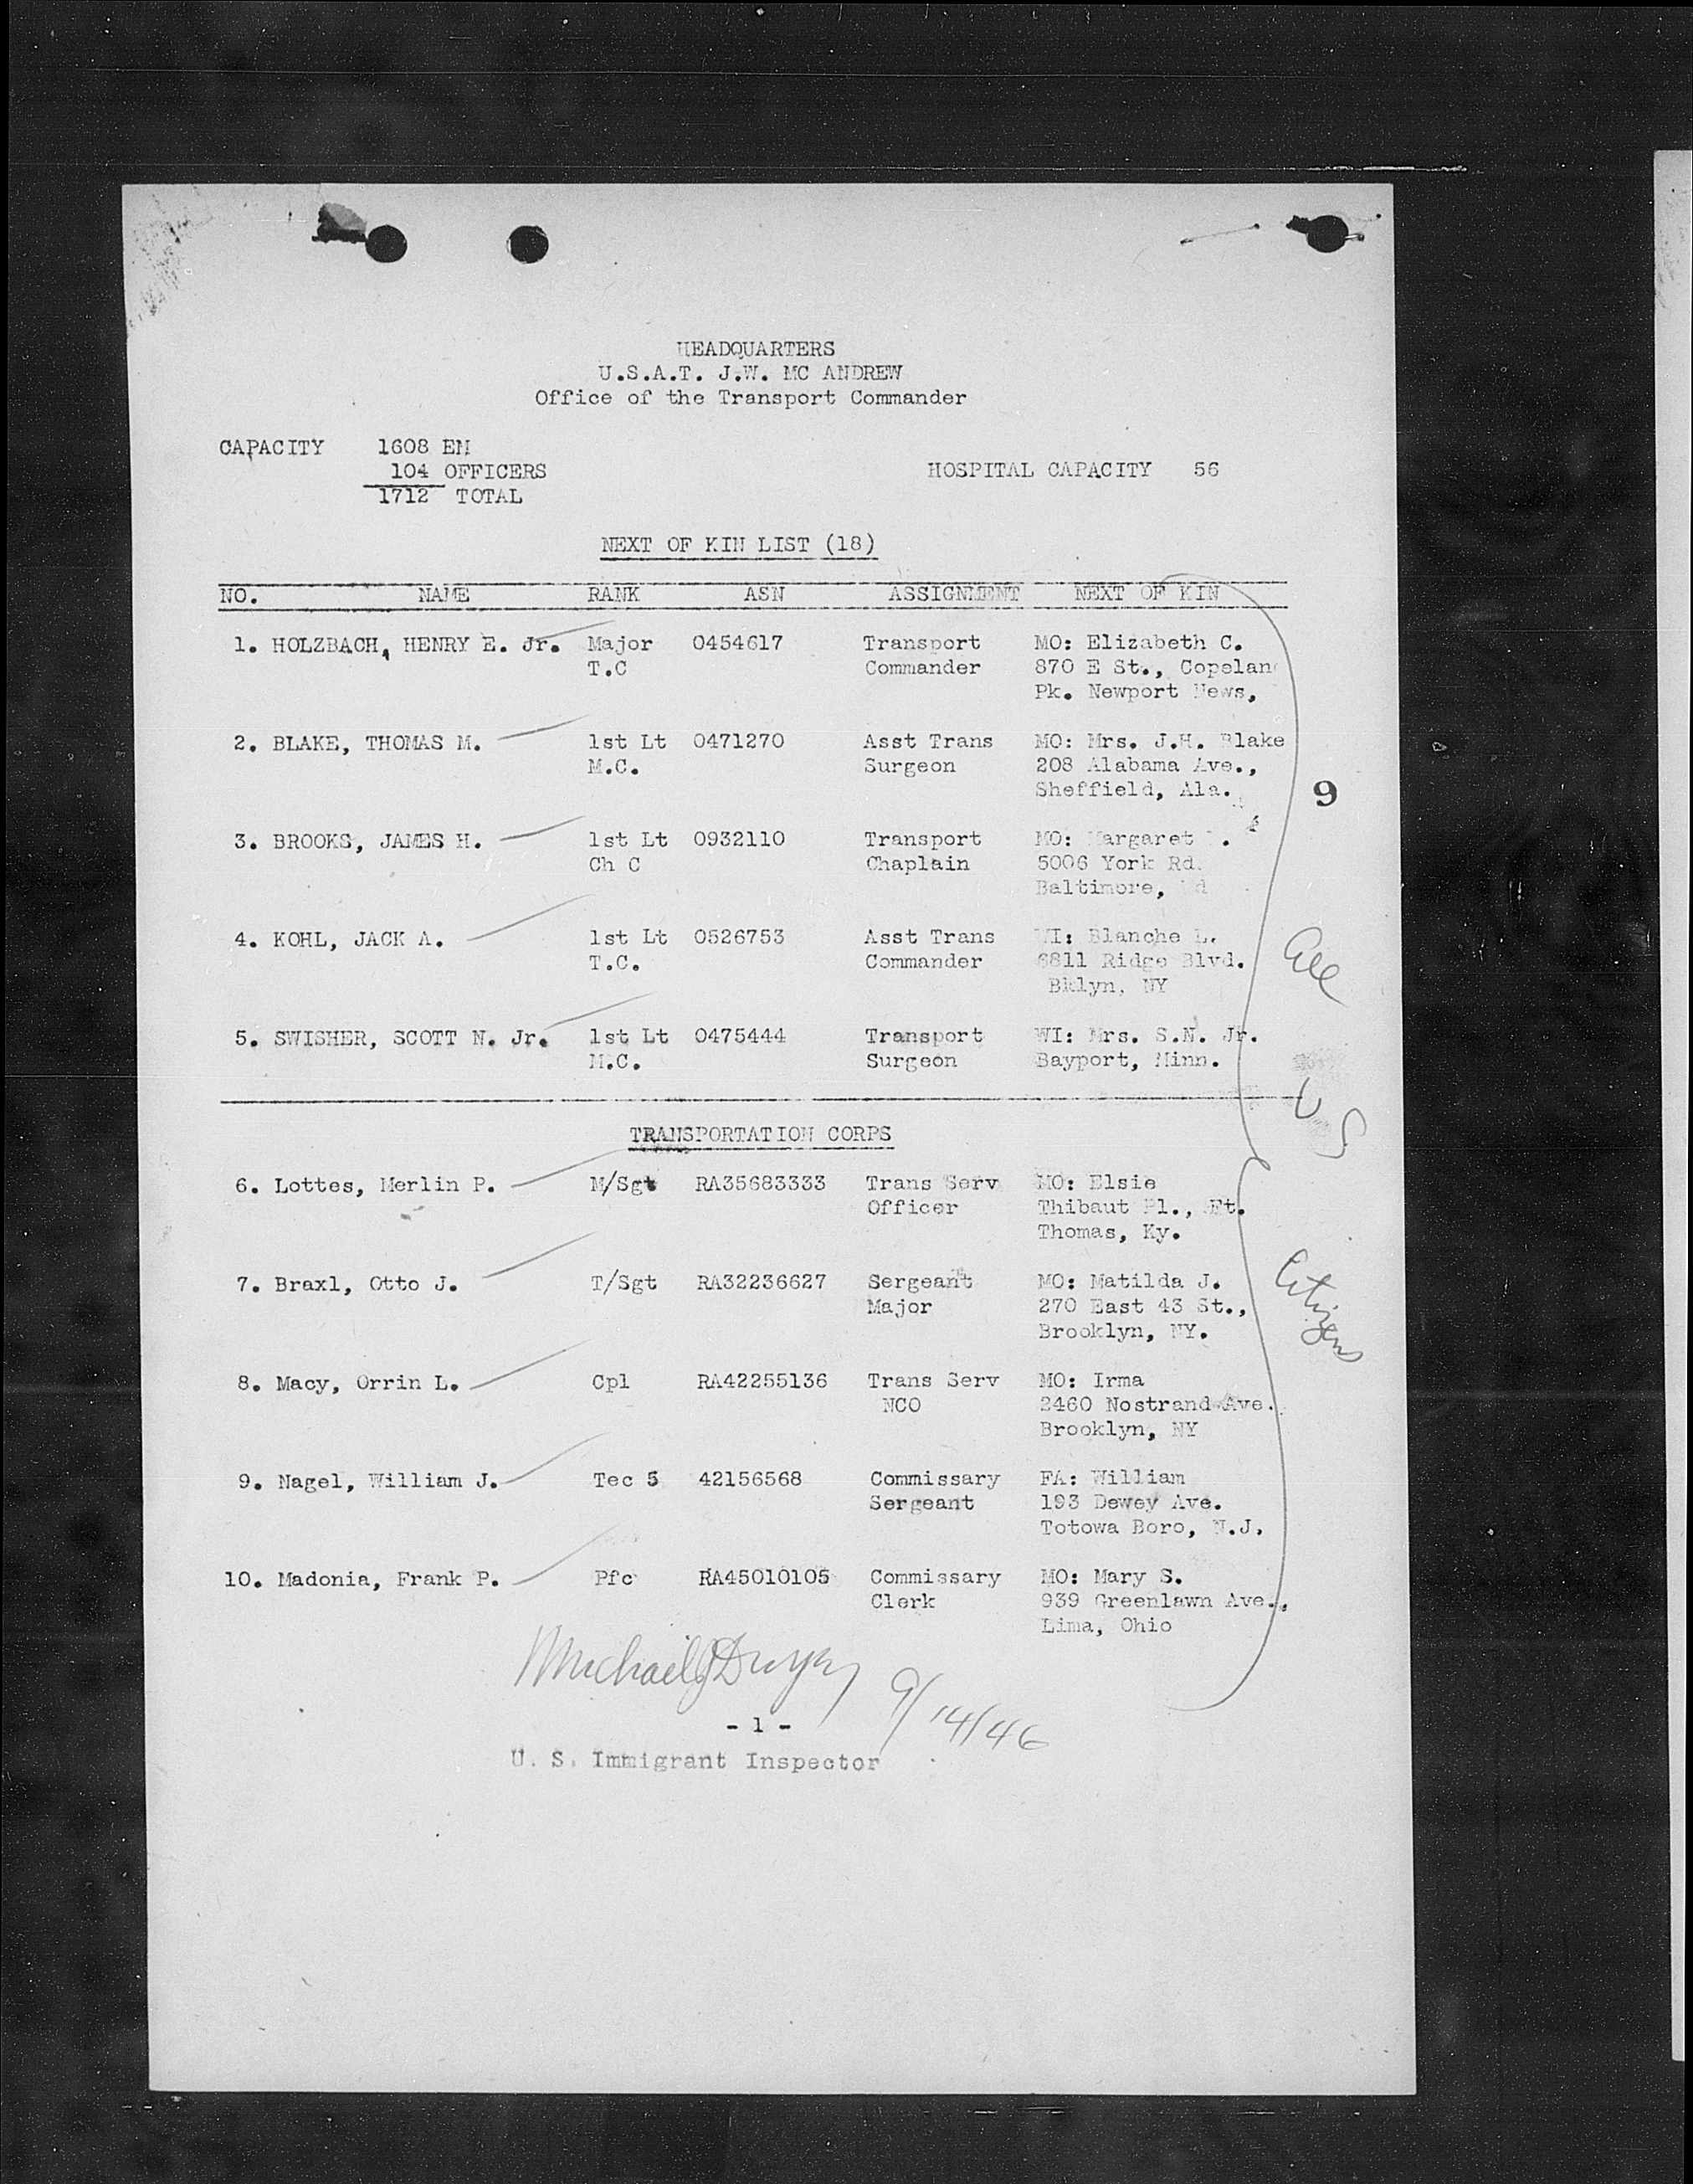 HEADQUARTERS
U.S.A.T. J.W. MC ANDREW
Office of the Transport Commander
CAPACITY 1608 EM
104 OFFICERS HOSPITAL CAPACITY 56
1712 TOTAL
NEXT OF KIN LIST (18)
NO. NAME RANK ASN ASSIGNMENT NEXT OF KIN
1. HOLZBACH, HENRY E. Jr. Major 0454617 Transport MO: Elizabeth C.
T.C Commander 870 E St., Copelan
Pk. Newport News,
2. BLAKE, THOMAS M. 1st Lt 0471270 Asst Trans MO: Mrs. J.H. Blake
M.C. Surgeon 208 Alabama Ave.,
Sheffield, Ala.
9
3. BROOKS, JAMES H. 1st Lt 0932110 Transport MO: Margaret
Ch C Chaplain 5006 York Rd.
Baltimore, Md
4. KOHL, JACK A. 1st Lt 0526753 Asst Trans WI: Blanche L.
T.C. Commander 6811 Ridge Blvd.
Bklyn, NY
All
5. SWISHER, SCOTT N. Jr. 1st Lt 0475444 Transport WI: Mrs. S.N. Jr.
M.C. Surgeon Bayport, Minn.
U S
TRANSPORTATION CORPS
6. Lottes, Merlin P. M/Sgt RA35683333 Trans Serv MO: Elsie
Officer Thibaut Pl., Ft.
Thomas, Ky.
7. Braxl, Otto J. T/Sgt RA32236627 Sergeant MO: Matilda J.
Major 270 East 43 St.,
Brooklyn, NY.
Citizens
8. Macy, Orrin L. Cpl RA42255136 Trans Serv MO: Irma
NCO 2460 Nostrand Ave.
Brooklyn, NY
9. Nagel, William J. Tec 5 42156568 Commissary FA: William
Sergeant 193 Dewey Ave.
Totowa Boro, N.J.
10. Madonia, Frank P. Pfc RA45010105 Commissary MO: Mary S.
Clerk 939 Greenlawn Ave.,
Lima, Ohio
Michael J Dwyer 9/14/46
- 1 -
U. S. Immigrant Inspector